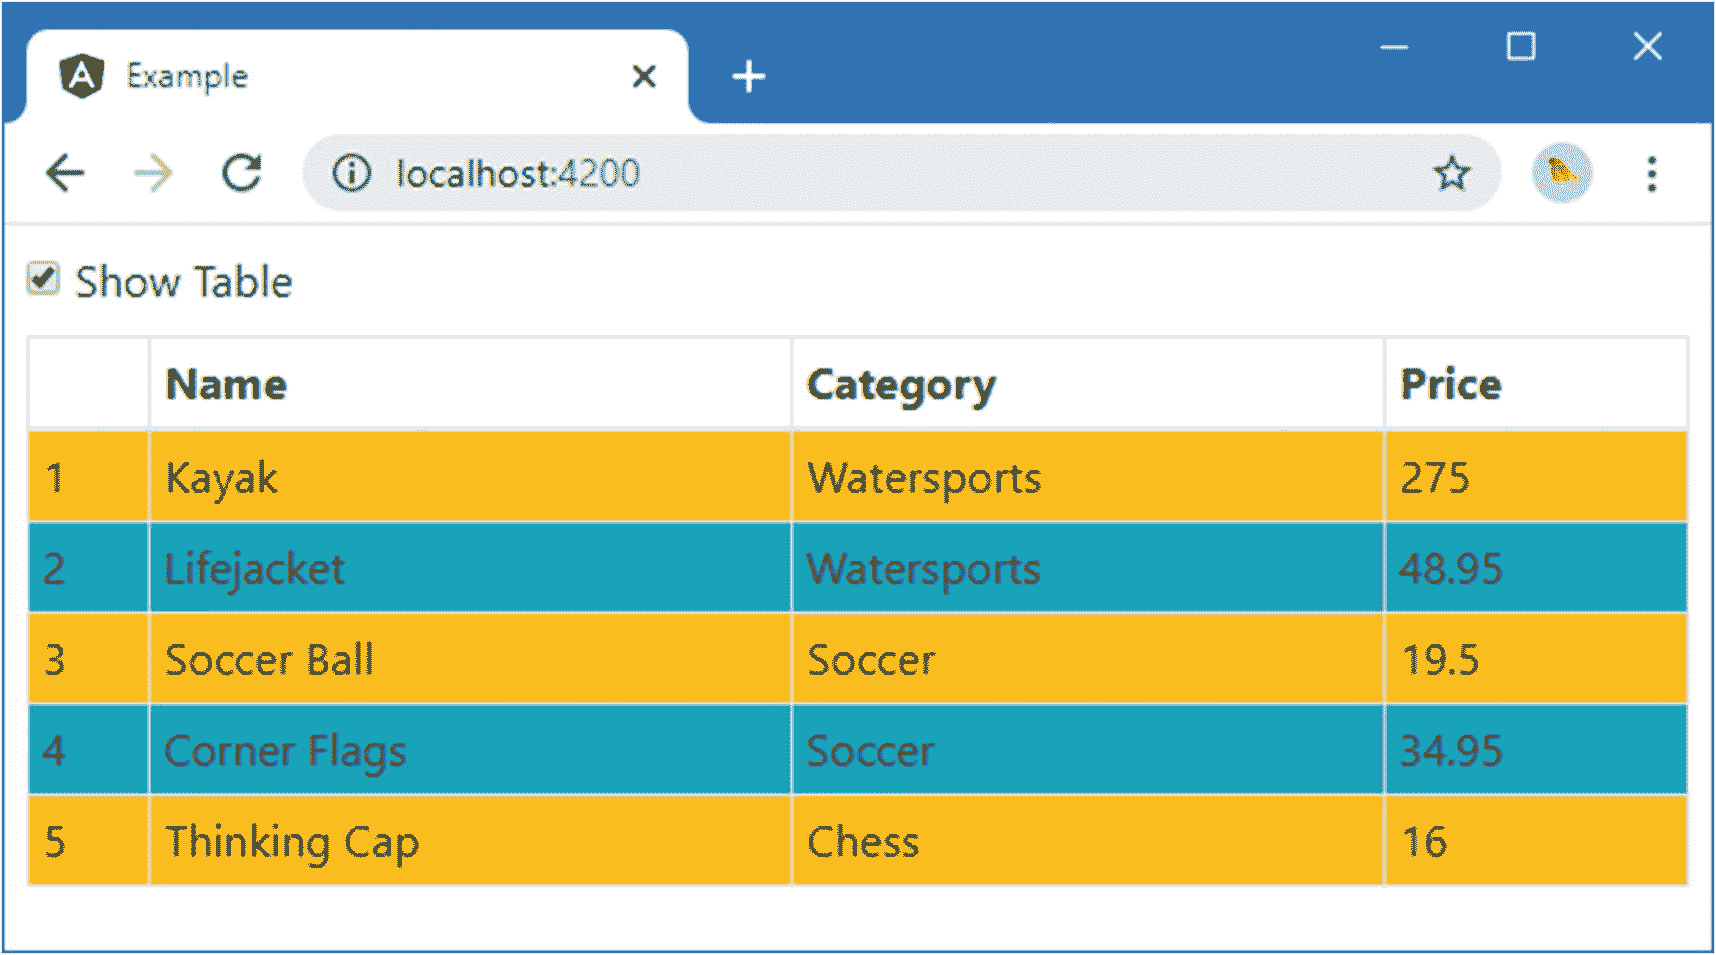 Example
localhost:4200
Show Table
Name Category Price
1 Kayak Watersports 275
2 Lifejacket Watersports 48.95
3 Soccer Ball Soccer 19.5
4 Corner Flags Soccer 34.95
5 Thinking Cap Chess 16